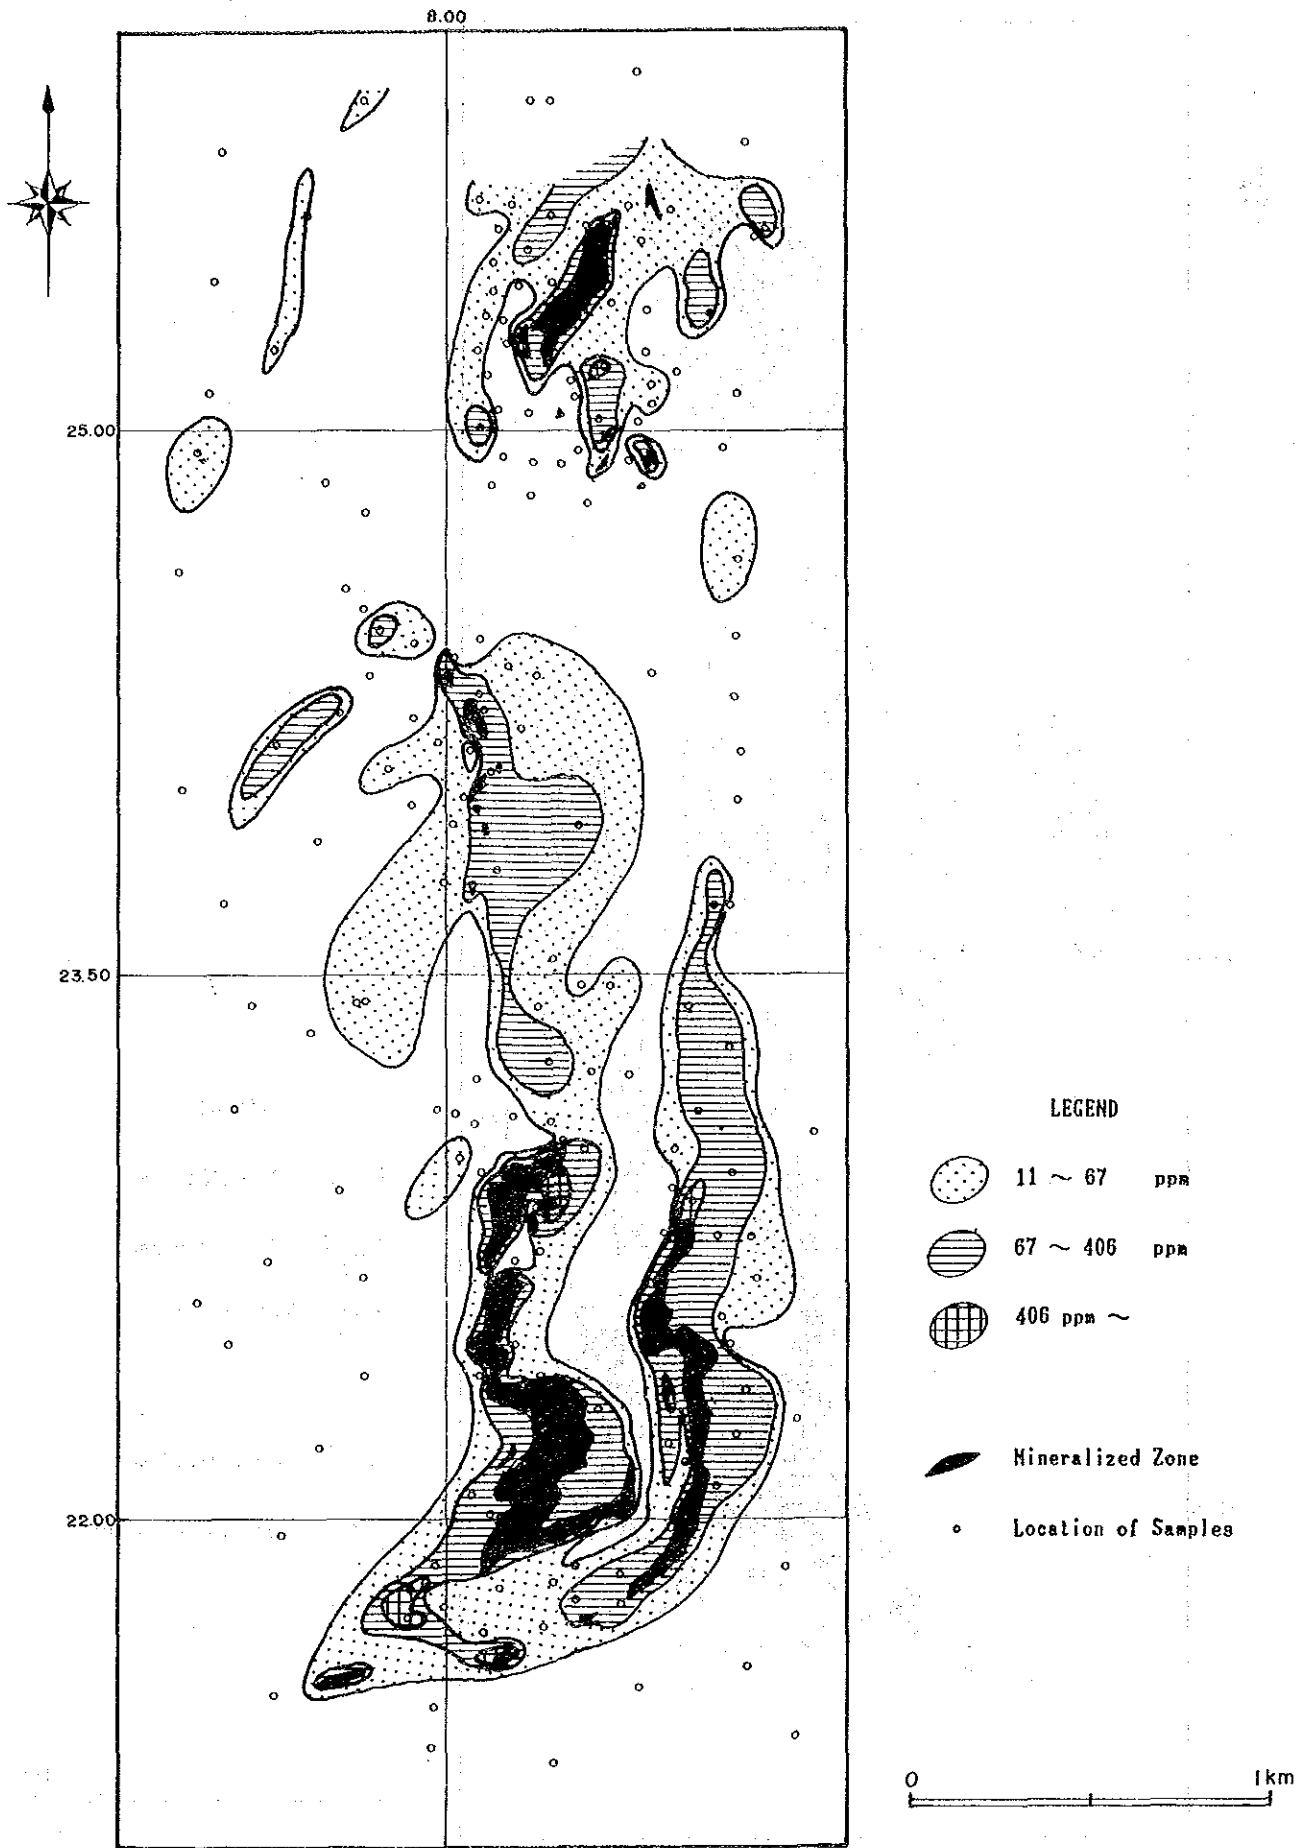 8.00
25.00
23.50
22.00
LEGEND
11 ~ 67 ppm
67 ~ 406 ppm
406 ppm ~
Mineralized Zone
Location of Samples
0 1km